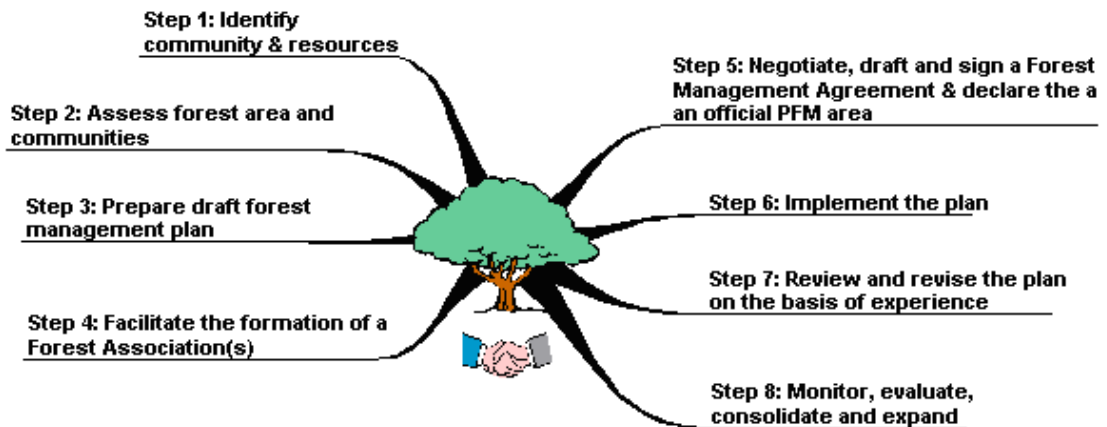 Step 1: Identify
community & resources
Step 2: Assess forest area and
communities
Step 3: Prepare draft forest
management plan
Step 4: Facilitate the formation of a
Forest Association(s)
Step 5: Negotiate, draft and sign a Forest
Management Agreement & declare the a
an official PFM area
Step 6: Implement the plan
Step 7: Review and revise the plan
on the basis of experience
Step 8: Monitor, evaluate,
consolidate and expand